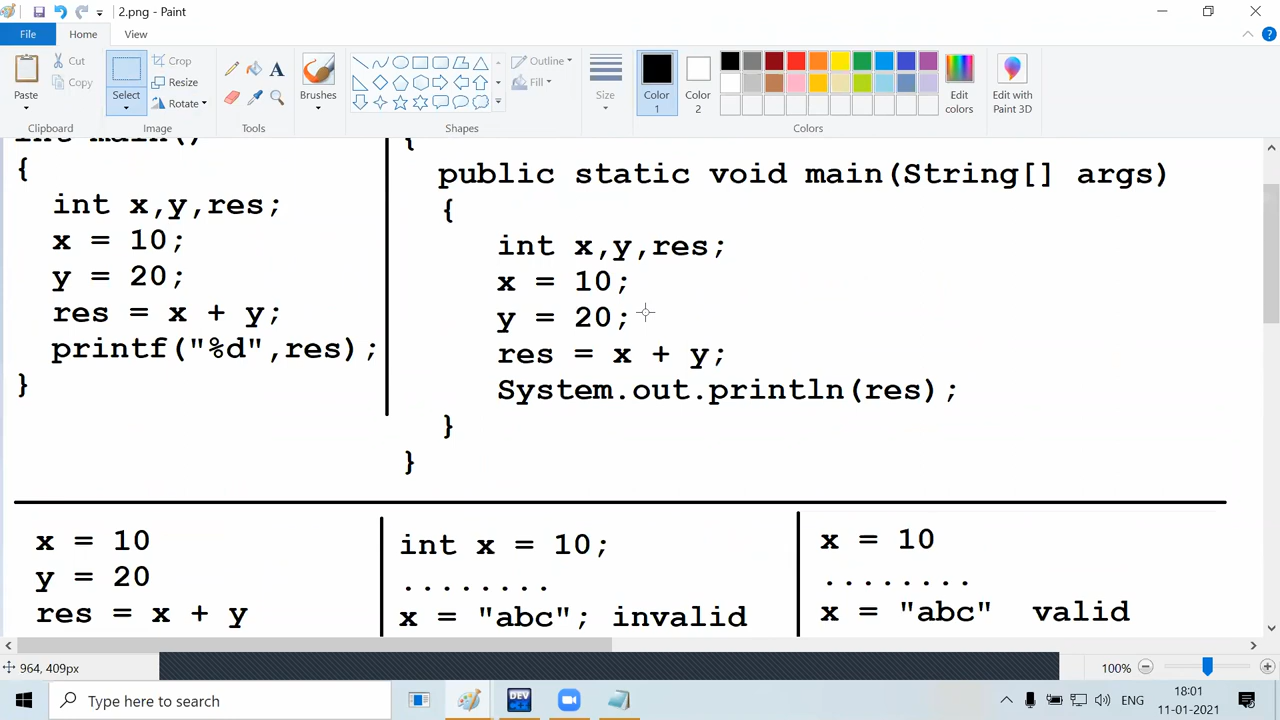 2.png - Paint
File
Home
View
Paste
Cut
Copy
Clipboard
Select
Crop
Resize
Rotate
Image
Tools
Brushes
Shapes
Outline
Fill
Size
Color
1
Color
2
Edit
colors
Edit with
Paint 3D
Colors
int main()
{
int x,y,res;
x = 10;
y = 20;
res = x + y;
printf("%d",res);
}
{
public static void main(String[] args)
{
int x,y,res;
x = 10;
y = 20;
res = x + y;
System.out.println(res);
}
}
x = 10
y = 20
res = x + y
int x = 10;
........
x = "abc"; invalid
x = 10
........
x = "abc" valid
964, 409px
100%
Type here to search
DEV
C++
ENG
18:01
11-01-2021